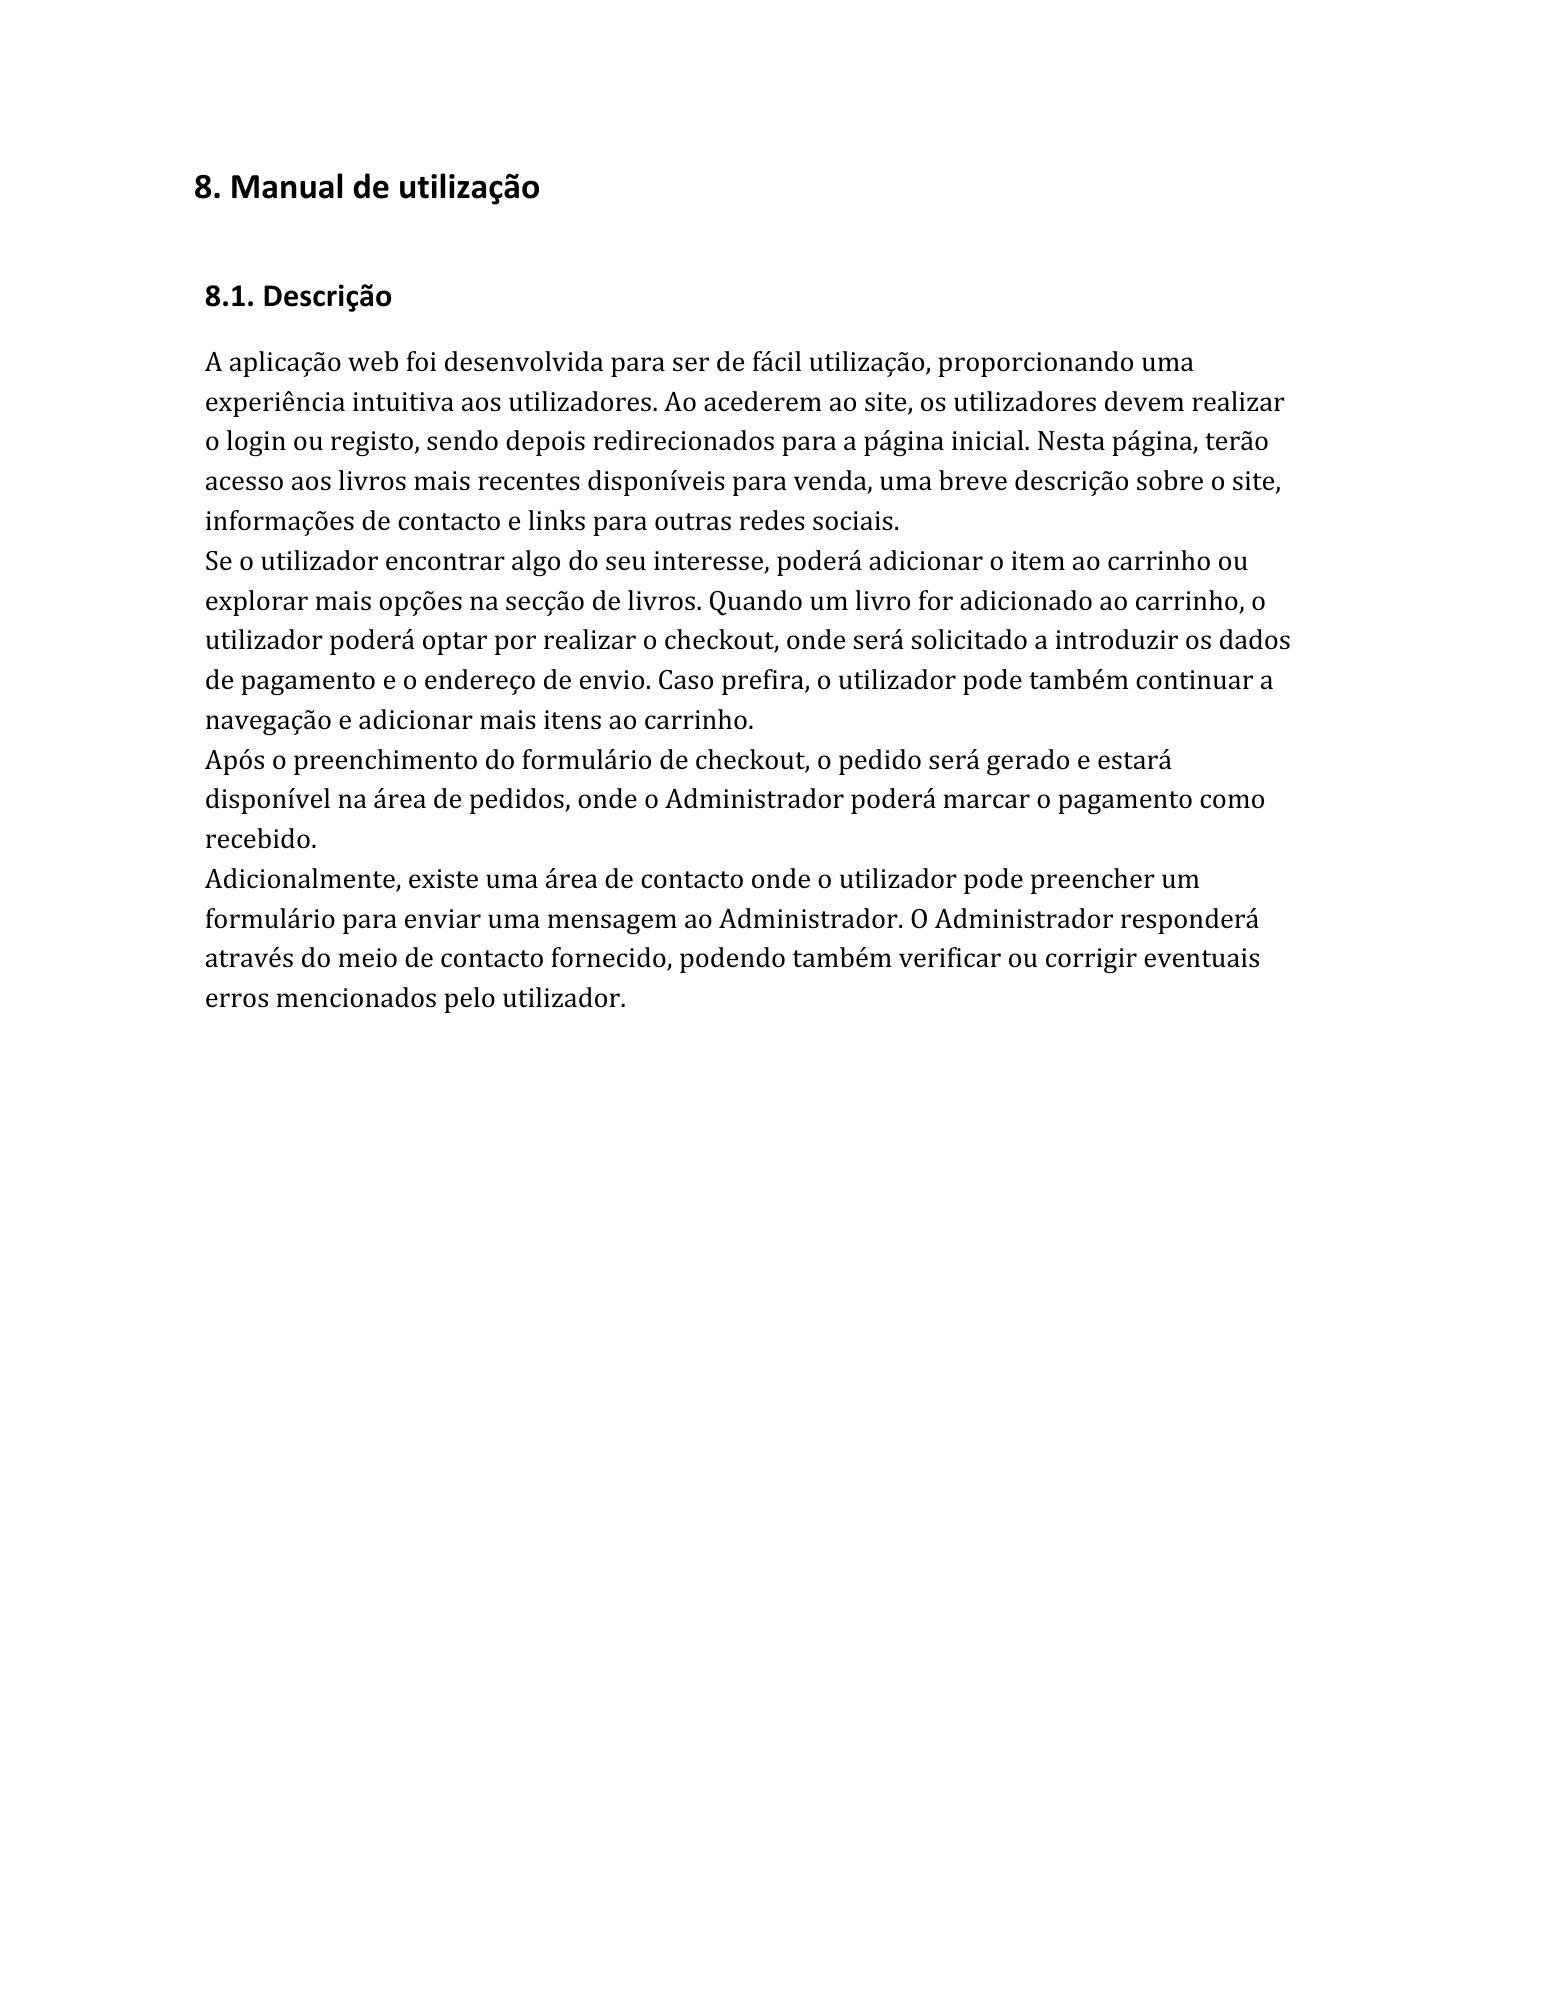 8. Manual de utilização
8.1. Descrição
A aplicação web foi desenvolvida para ser de fácil utilização, proporcionando uma
experiência intuitiva aos utilizadores. Ao acederem ao site, os utilizadores devem realizar
o login ou registo, sendo depois redirecionados para a página inicial. Nesta página, terão
acesso aos livros mais recentes disponíveis para venda, uma breve descrição sobre o site,
informações de contacto e links para outras redes sociais.
Se o utilizador encontrar algo do seu interesse, poderá adicionar o item ao carrinho ou
explorar mais opções na secção de livros. Quando um livro for adicionado ao carrinho, o
utilizador poderá optar por realizar o checkout, onde será solicitado a introduzir os dados
de pagamento e o endereço de envio. Caso prefira, o utilizador pode também continuar a
navegação e adicionar mais itens ao carrinho.
Após o preenchimento do formulário de checkout, o pedido será gerado e estará
disponível na área de pedidos, onde o Administrador poderá marcar o pagamento como
recebido.
Adicionalmente, existe uma área de contacto onde o utilizador pode preencher um
formulário para enviar uma mensagem ao Administrador. O Administrador responderá
através do meio de contacto fornecido, podendo também verificar ou corrigir eventuais
erros mencionados pelo utilizador.